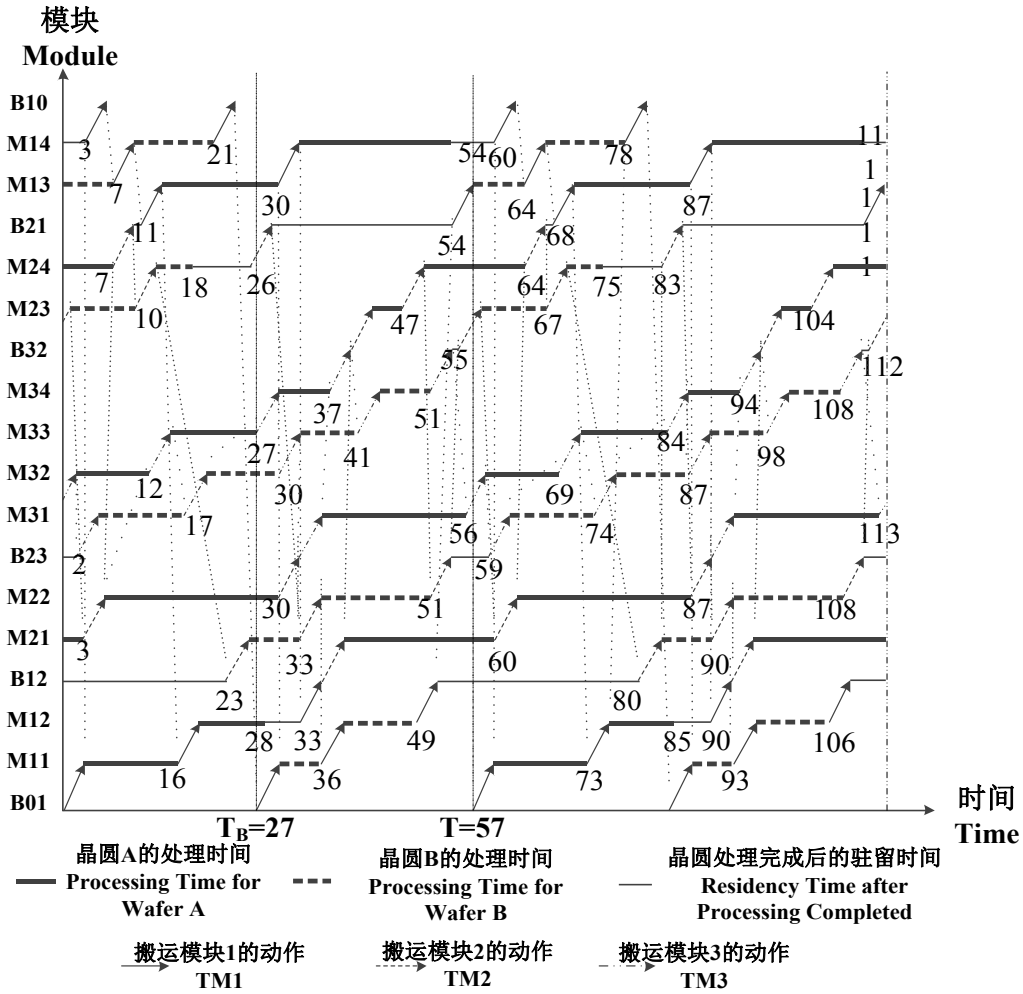 模块
Module
B10
M14
3
21
54
60
78
11
M13
7
30
64
87
1
B21
11
54
68
1
M24
7
18
26
64
75
83
1
1
M23
10
47
67
104
B32
55
112
M34
37
51
94
108
M33
27
41
84
98
M32
12
30
69
87
M31
17
56
74
113
B23
2
59
M22
30
51
87
108
M21
3
33
60
90
B12
23
80
M12
28
33
49
85
90
106
M11
16
36
73
93
B01
T_B=27
T=57
时间
Time
晶圆A的处理时间
Processing Time for
Wafer A
晶圆B的处理时间
Processing Time for
Wafer B
晶圆处理完成后的驻留时间
Residency Time after
Processing Completed
搬运模块1的动作
TM1
搬运模块2的动作
TM2
搬运模块3的动作
TM3